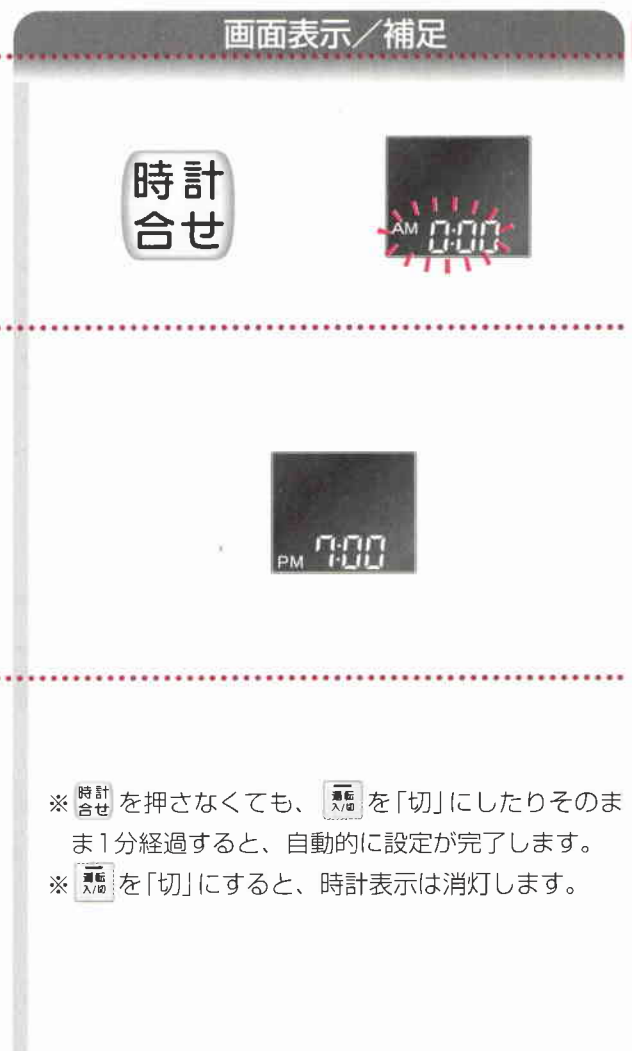 画面表示／補足
時計
合せ
AM 0:00
PM 7:00
※時計合せを押さなくても、運転入/切を「切」にしたりそのま
ま1分経過すると、自動的に設定が完了します。
※運転入/切を「切」にすると、時計表示は消灯します。